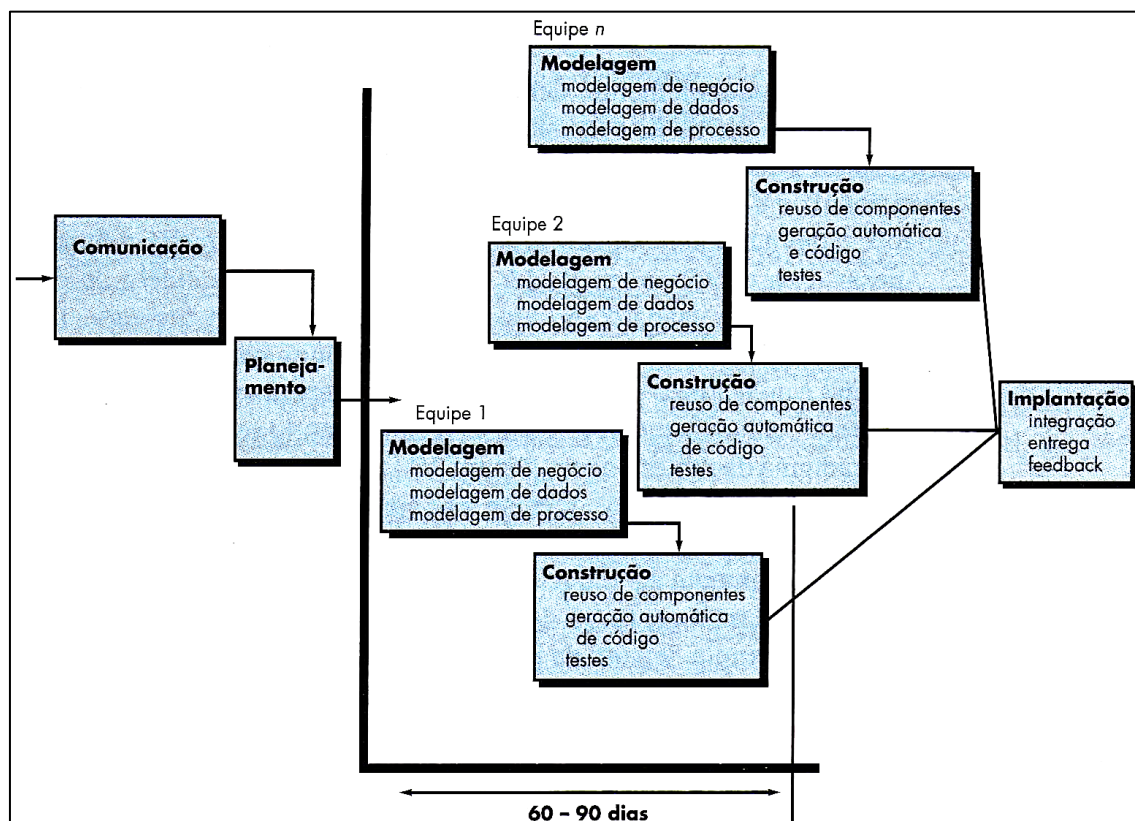 Equipe n
Modelagem
modelagem de negócio
modelagem de dados
modelagem de processo
Construção
reuso de componentes
geração automática
e código
testes
Equipe 2
Modelagem
modelagem de negócio
modelagem de dados
modelagem de processo
Construção
reuso de componentes
geração automática
de código
testes
Comunicação
Planeja-
mento
Equipe 1
Modelagem
modelagem de negócio
modelagem de dados
modelagem de processo
Construção
reuso de componentes
geração automática
de código
testes
Implantação
integração
entrega
feedback
60 – 90 dias